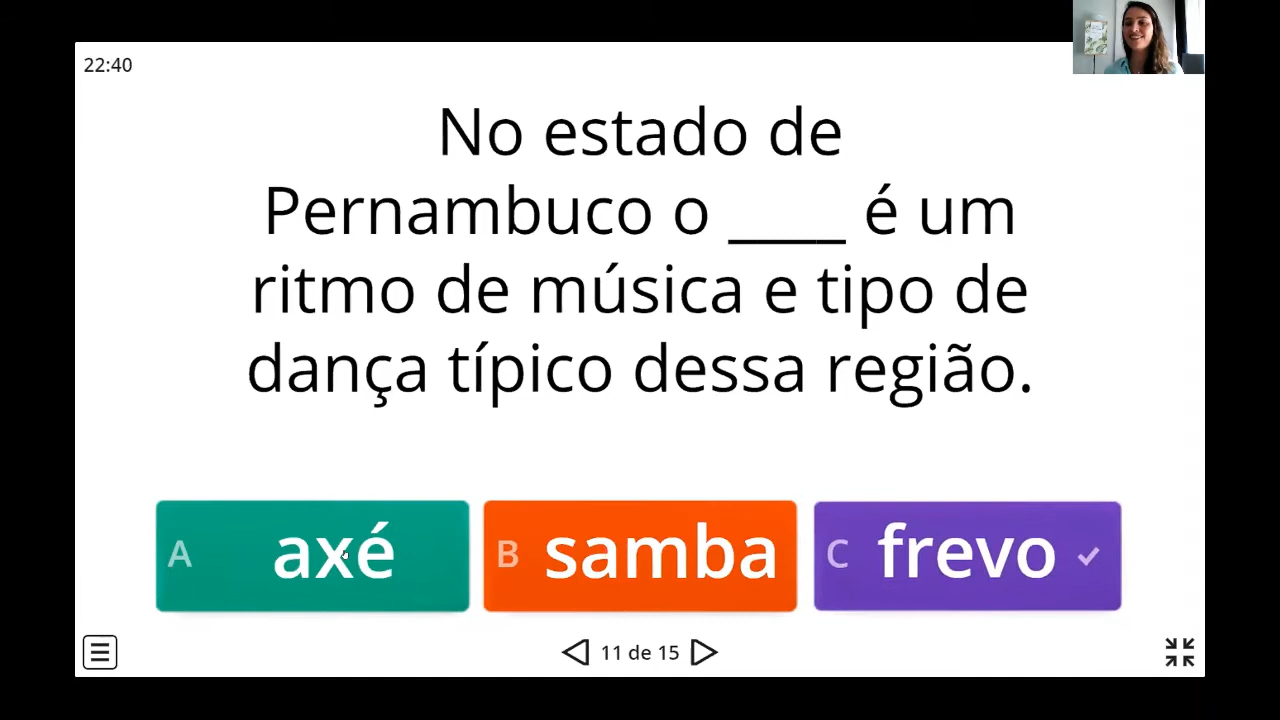 22:40
No estado de
Pernambuco o ____ é um
ritmo de música e tipo de
dança típico dessa região.
A axé
B samba
C frevo
11 de 15